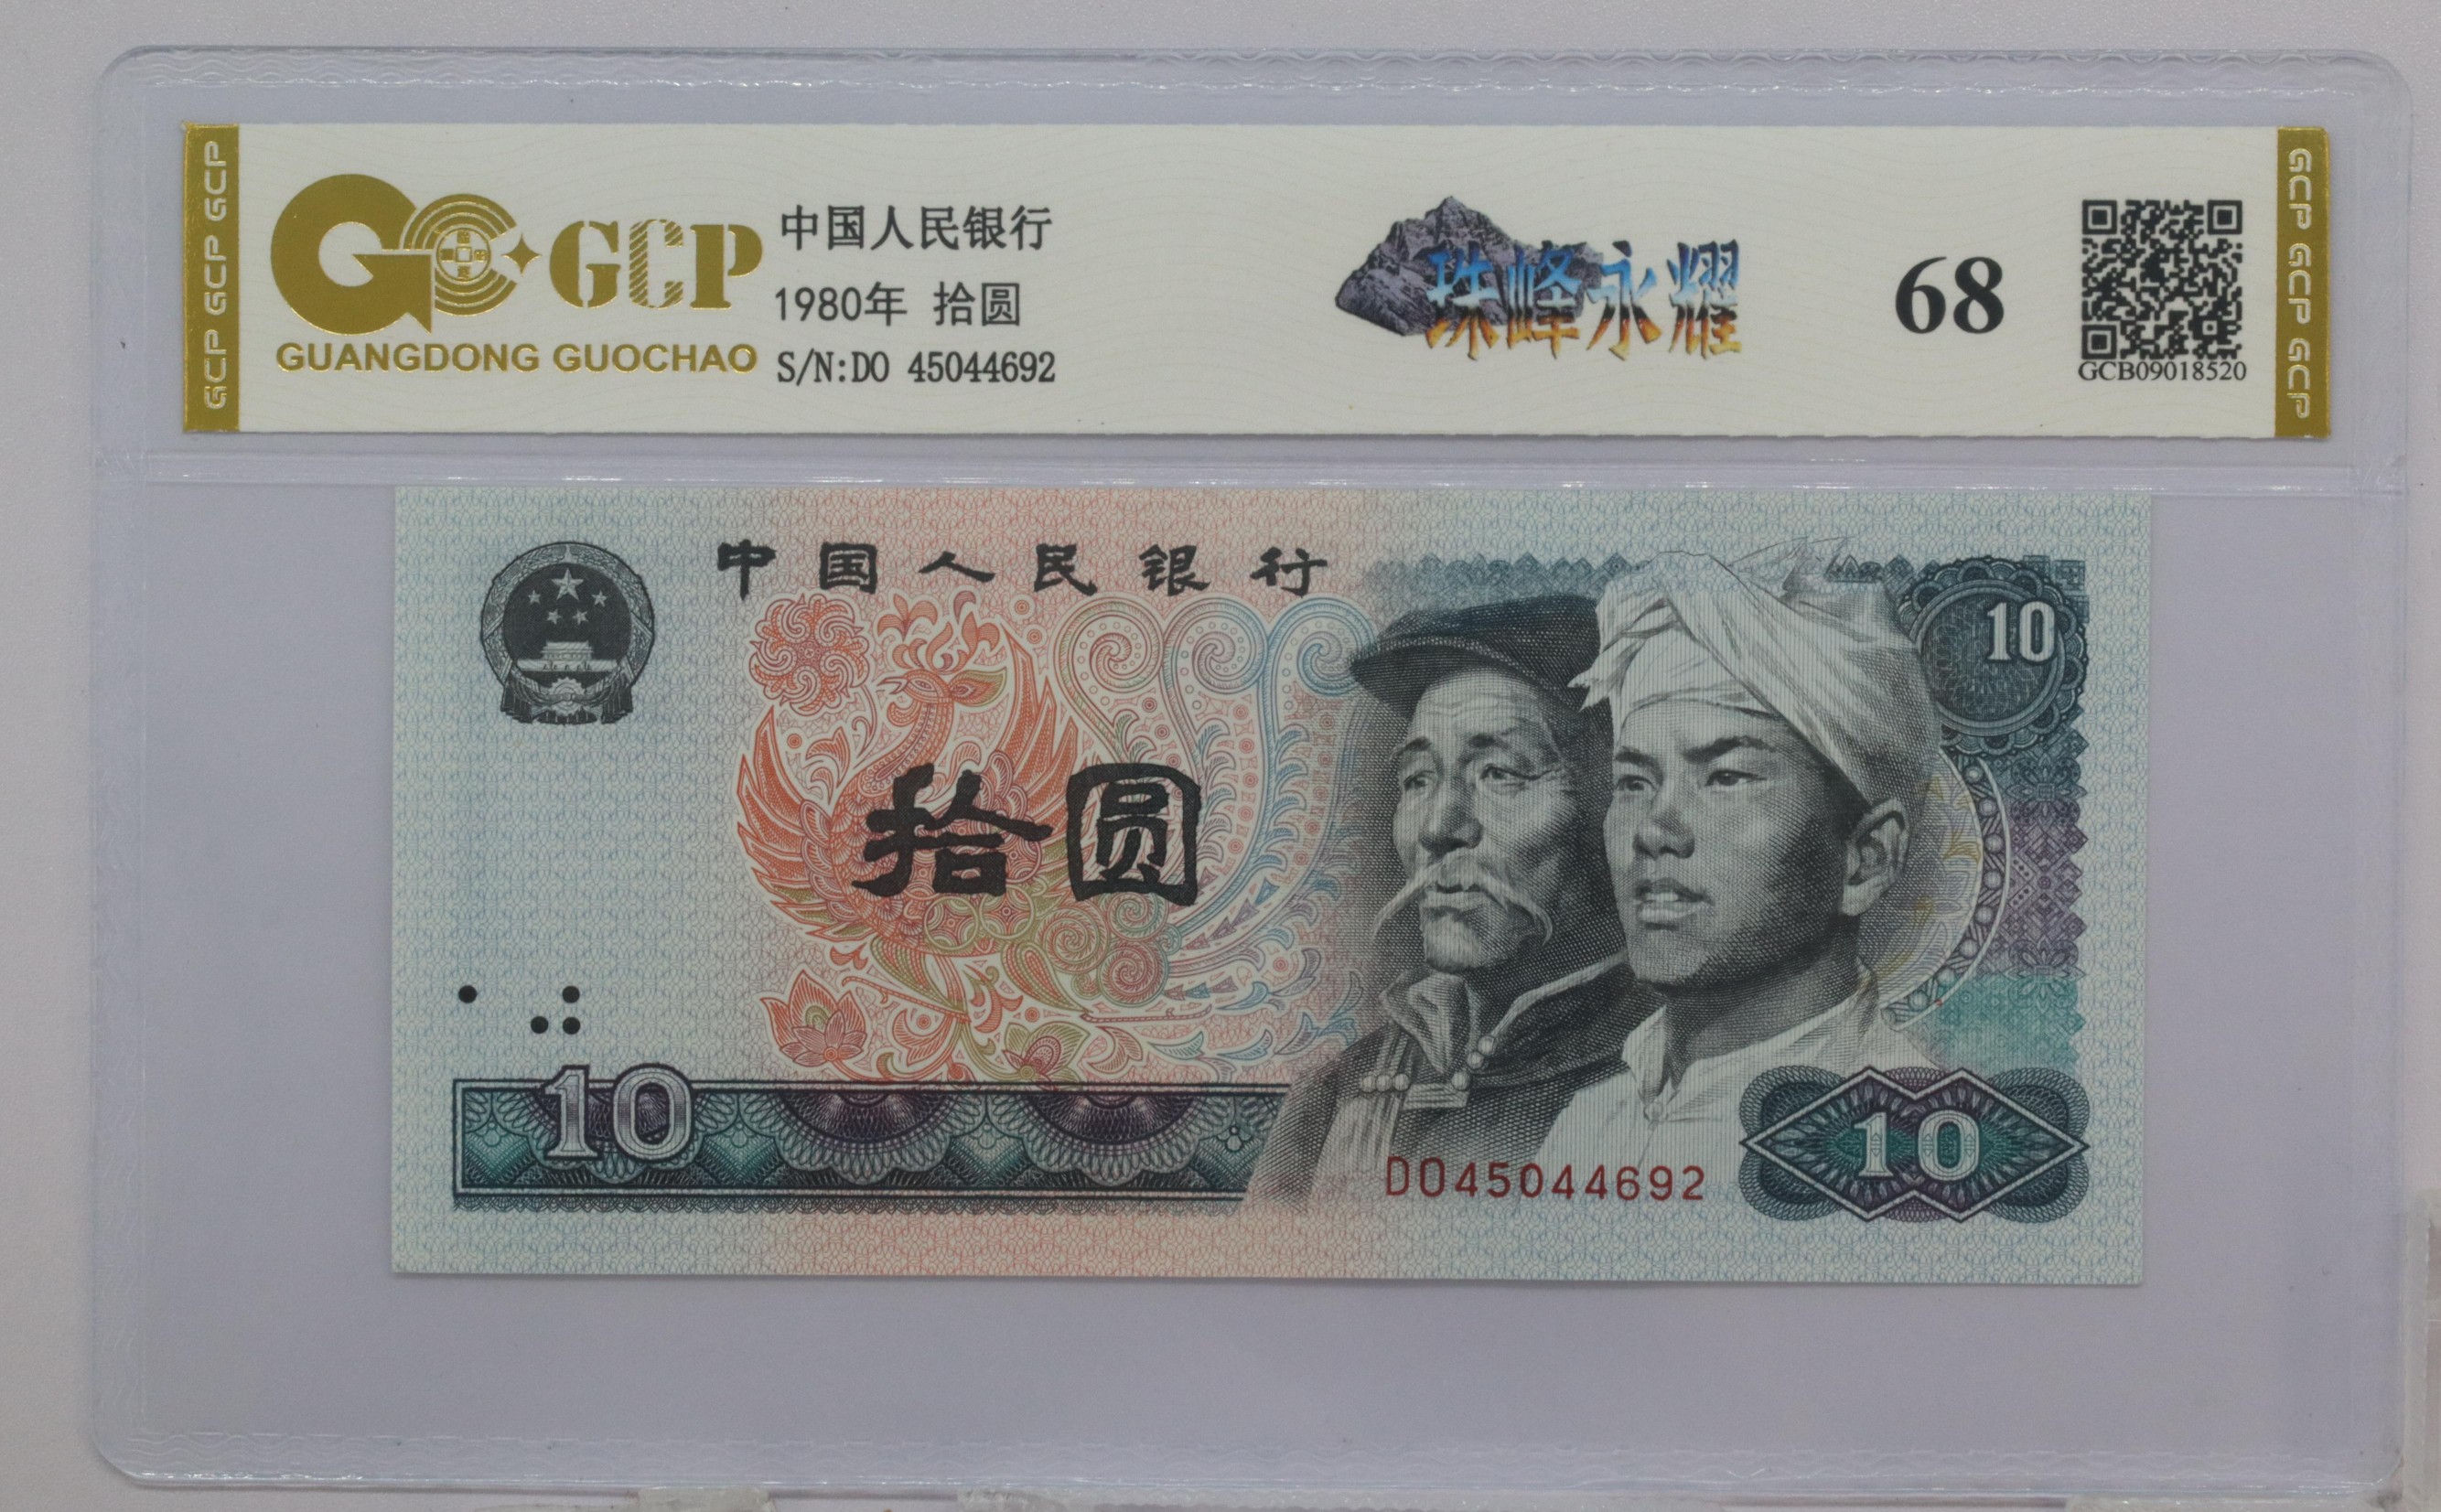 GCP GCP GCP
GCP
GUANGDONG GUOCHAO
中国人民银行
1980年 拾圆
S/N:DO 45044692
珠峰永耀
68
GCB09018520
GCP GCP GCP
中国人民银行
10
拾圆
10
DO45044692
10